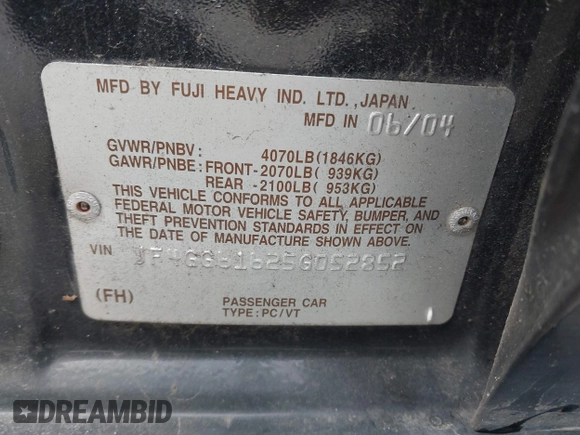 MFD BY FUJI HEAVY IND. LTD., JAPAN
MFD IN 06/04
GVWR/PNBV: 4070LB(1846KG)
GAWR/PNBE: FRONT-2070LB( 939KG)
REAR -2100LB( 953KG)
THIS VEHICLE CONFORMS TO ALL APPLICABLE
FEDERAL MOTOR VEHICLE SAFETY, BUMPER, AND
THEFT PREVENTION STANDARDS IN EFFECT ON THE
DATE OF MANUFACTURE SHOWN ABOVE.
VIN JF4GG61625G052852
(FH)
PASSENGER CAR
TYPE: PC/VT
DREAMBID